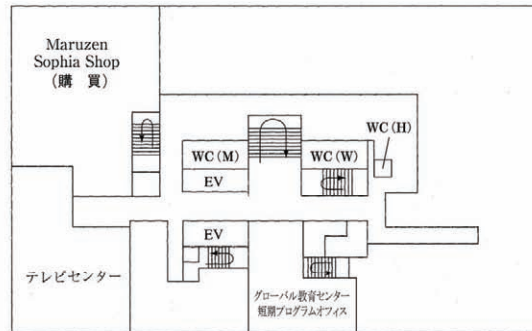 Maruzen
Sophia Shop
(購 買)
WC(H)
WC(M)
WC(W)
EV
EV
テレビセンター
グローバル教育センター
短期プログラムオフィス